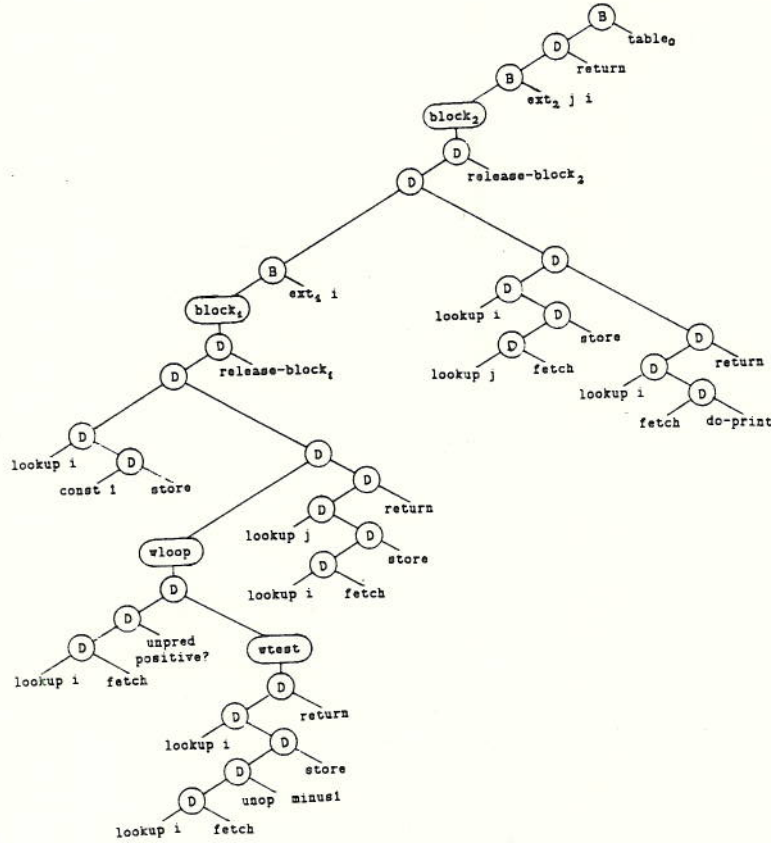 B
table₀
D
return
B
ext₂ j i
block₂
D
release-block₂
D
B
ext₁ i
D
block₁
D
lookup i
D
store
D
return
D
release-block₁
D
lookup j
fetch
D
lookup i
D
fetch
do-print
D
lookup i
D
const 1
store
D
D
return
D
lookup j
D
store
wloop
D
lookup i
fetch
D
D
unpred
positive?
D
lookup i
fetch
wtest
D
return
D
lookup i
D
store
D
unop minus1
D
lookup i
fetch